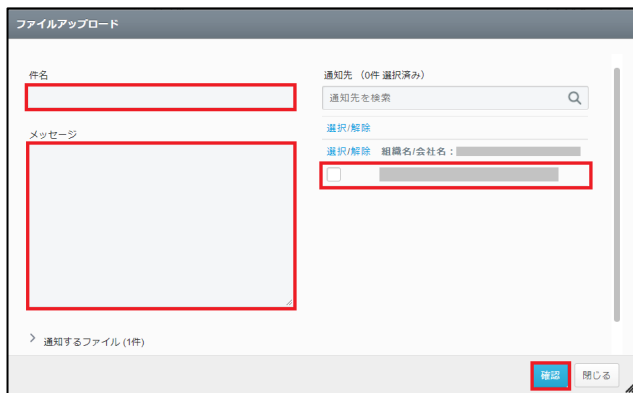 ファイルアップロード
件名
メッセージ
通知するファイル (1件)
通知先 （0件 選択済み）
通知先を検索
選択/解除
選択/解除 組織名/会社名：
確認
閉じる